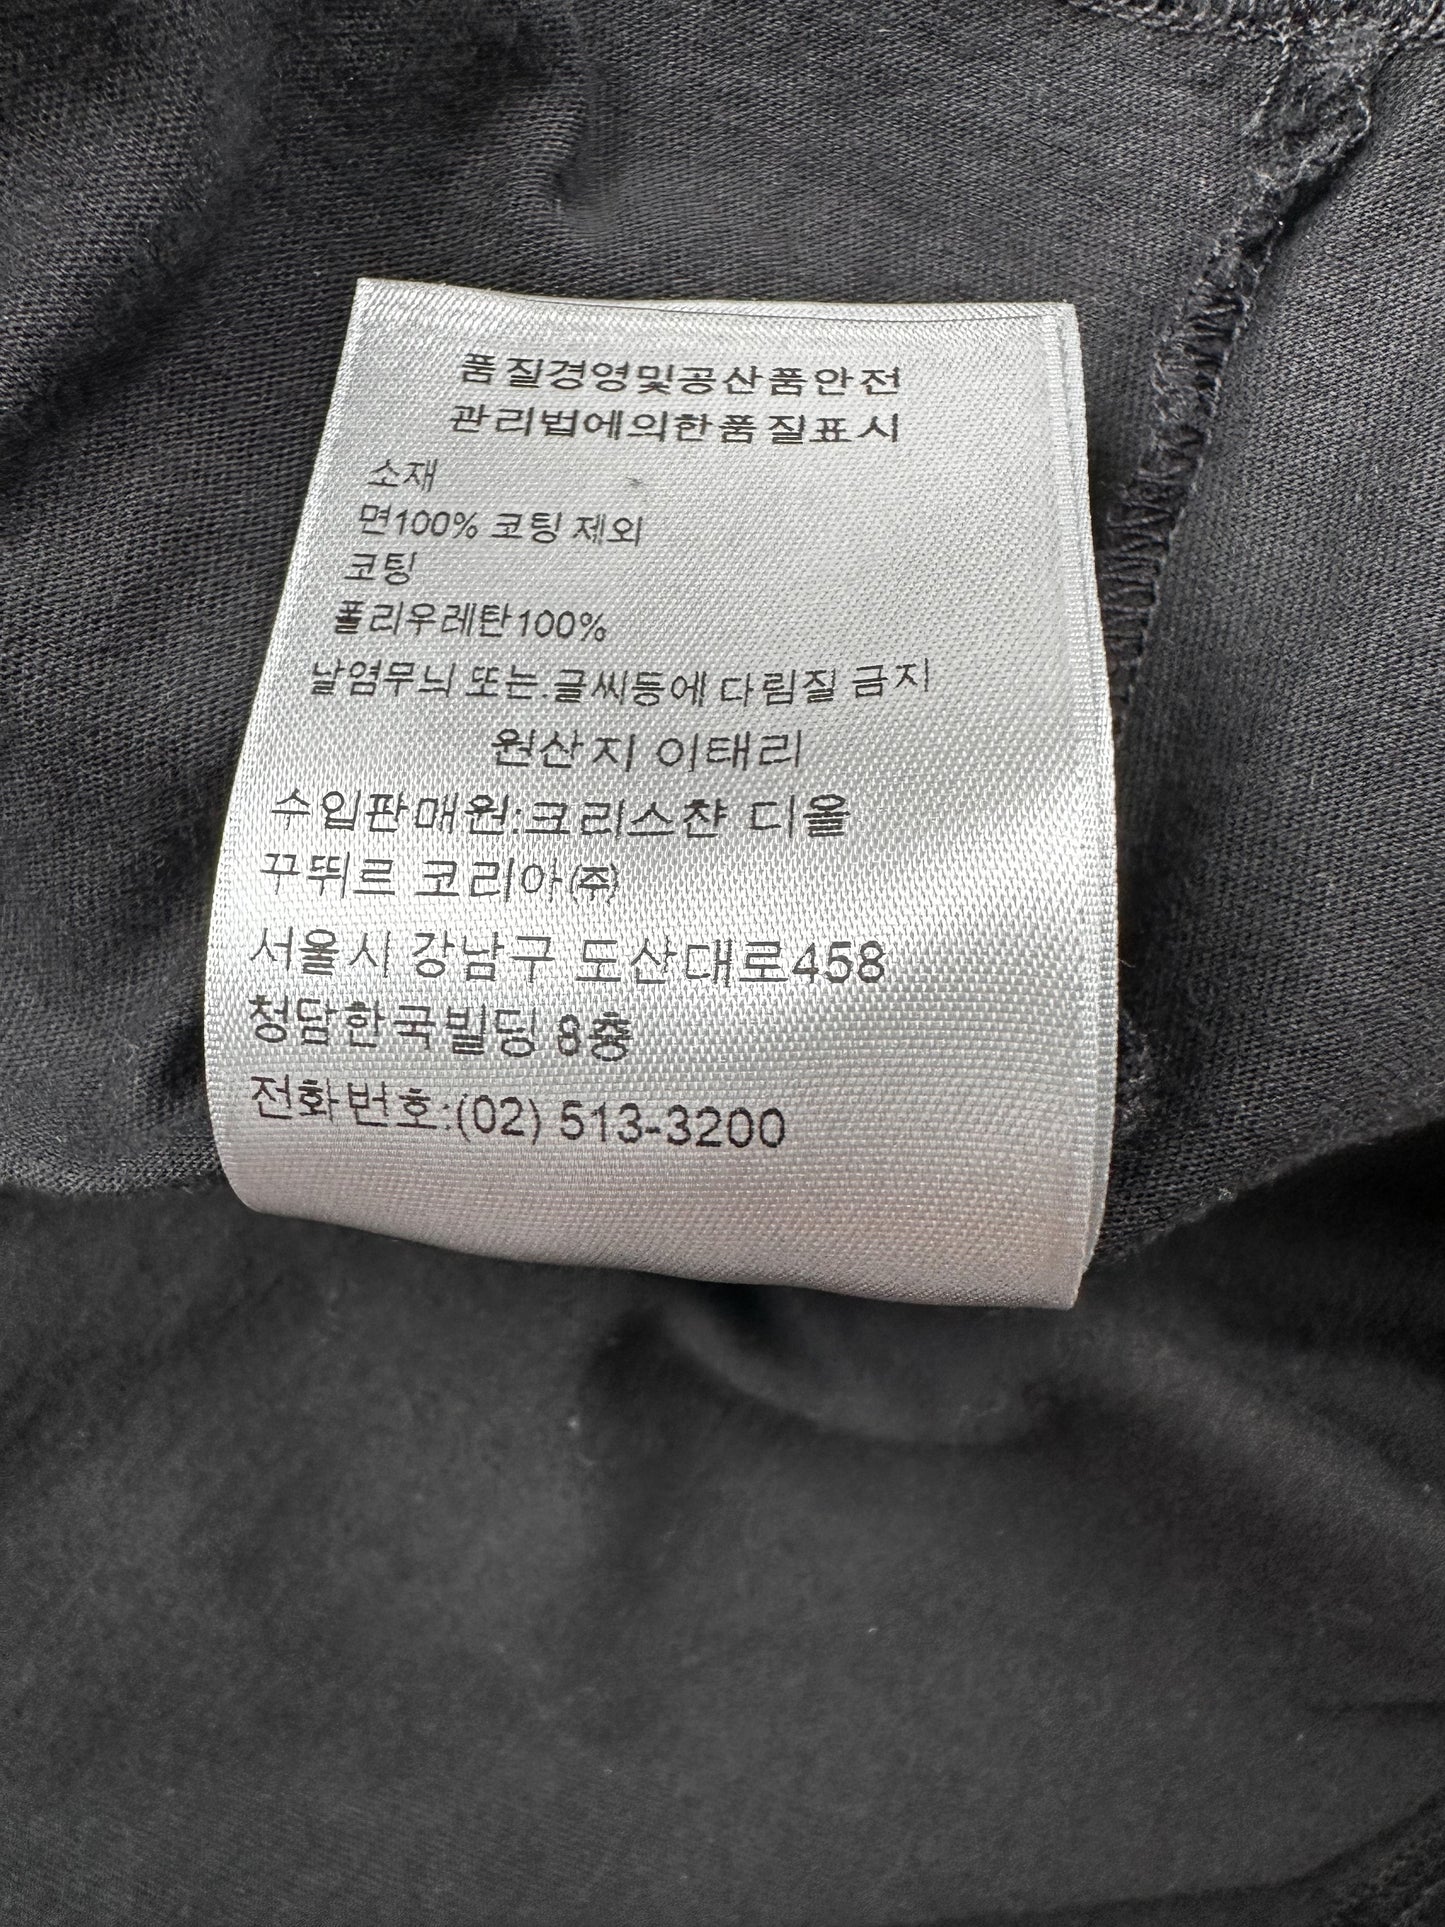 품질경영및공산품안전
관리법에의한품질표시
소재
면100% 코팅 제외
코팅
폴리우레탄100%
날염무늬 또는.글씨등에 다림질 금지
원산지 이태리
수입판매원:크리스챤 디올
꾸뛰르 코리아(주)
서울시 강남구 도산대로458
청담한국빌딩 8층
전화번호:(02) 513-3200